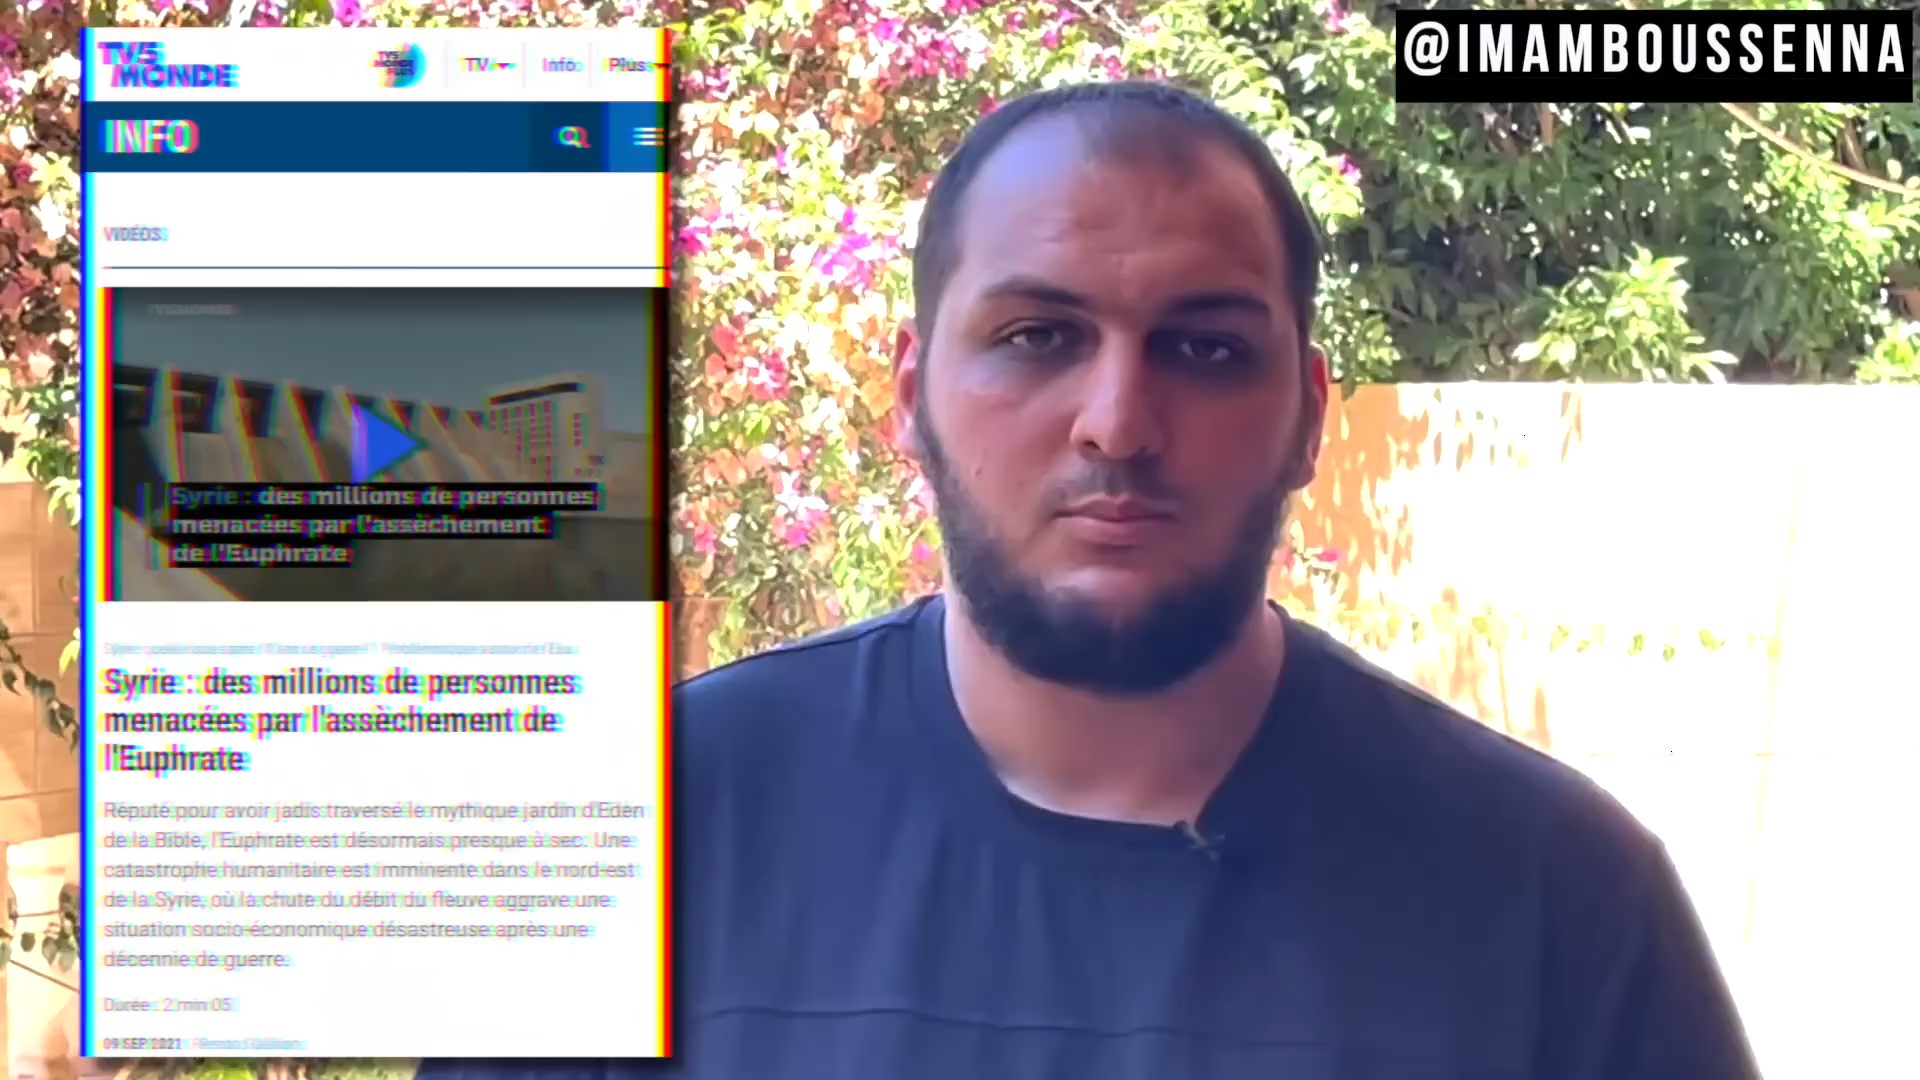 @IMAMBOUSSENNA
TV5
MONDE
TV5
MONDE
PLUS
TV
Info
Plus
INFO
VIDÉOS
Syrie : des millions de personnes
menacées par l'assèchement
de l'Euphrate
Syrie : des millions de personnes
menacées par l'assèchement de
l'Euphrate
Réputé pour avoir jadis traversé le mythique jardin d'Eden
de la Bible, l'Euphrate est désormais presque à sec. Une
catastrophe humanitaire est imminente dans le nord-est
de la Syrie, où la chute du débit du fleuve aggrave une
situation socio-économique désastreuse après une
décennie de guerre.
Durée : 2 min 05
09 SEP 2021